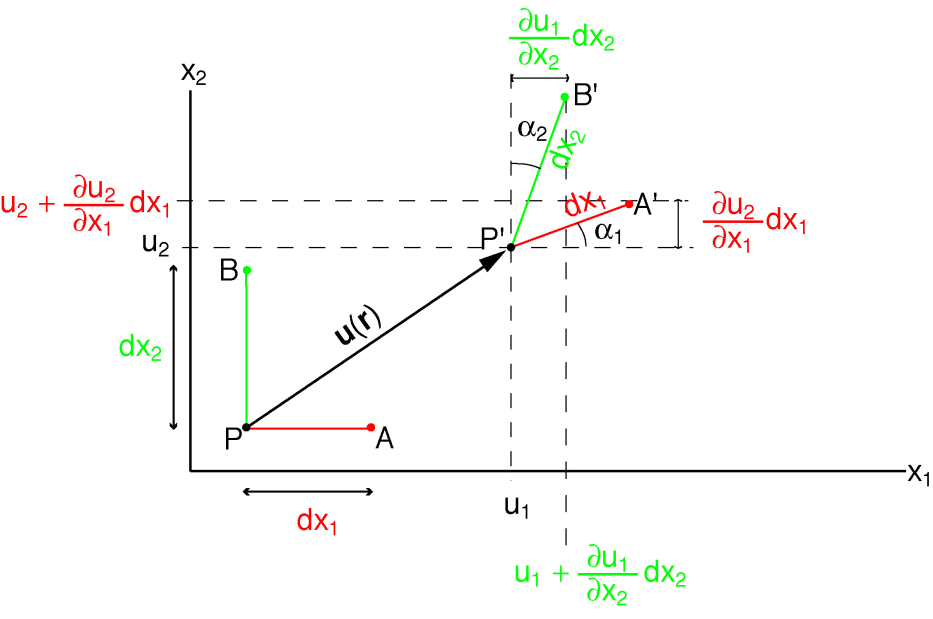 ∂u₁/∂x₂ dx₂
x₂
B'
α₂
dx₂
u₂ + ∂u₂/∂x₁ dx₁
dx₁
A'
∂u₂/∂x₁ dx₁
u₂
P'
α₁
B
u(r)
dx₂
P
A
x₁
dx₁
u₁
u₁ + ∂u₁/∂x₂ dx₂